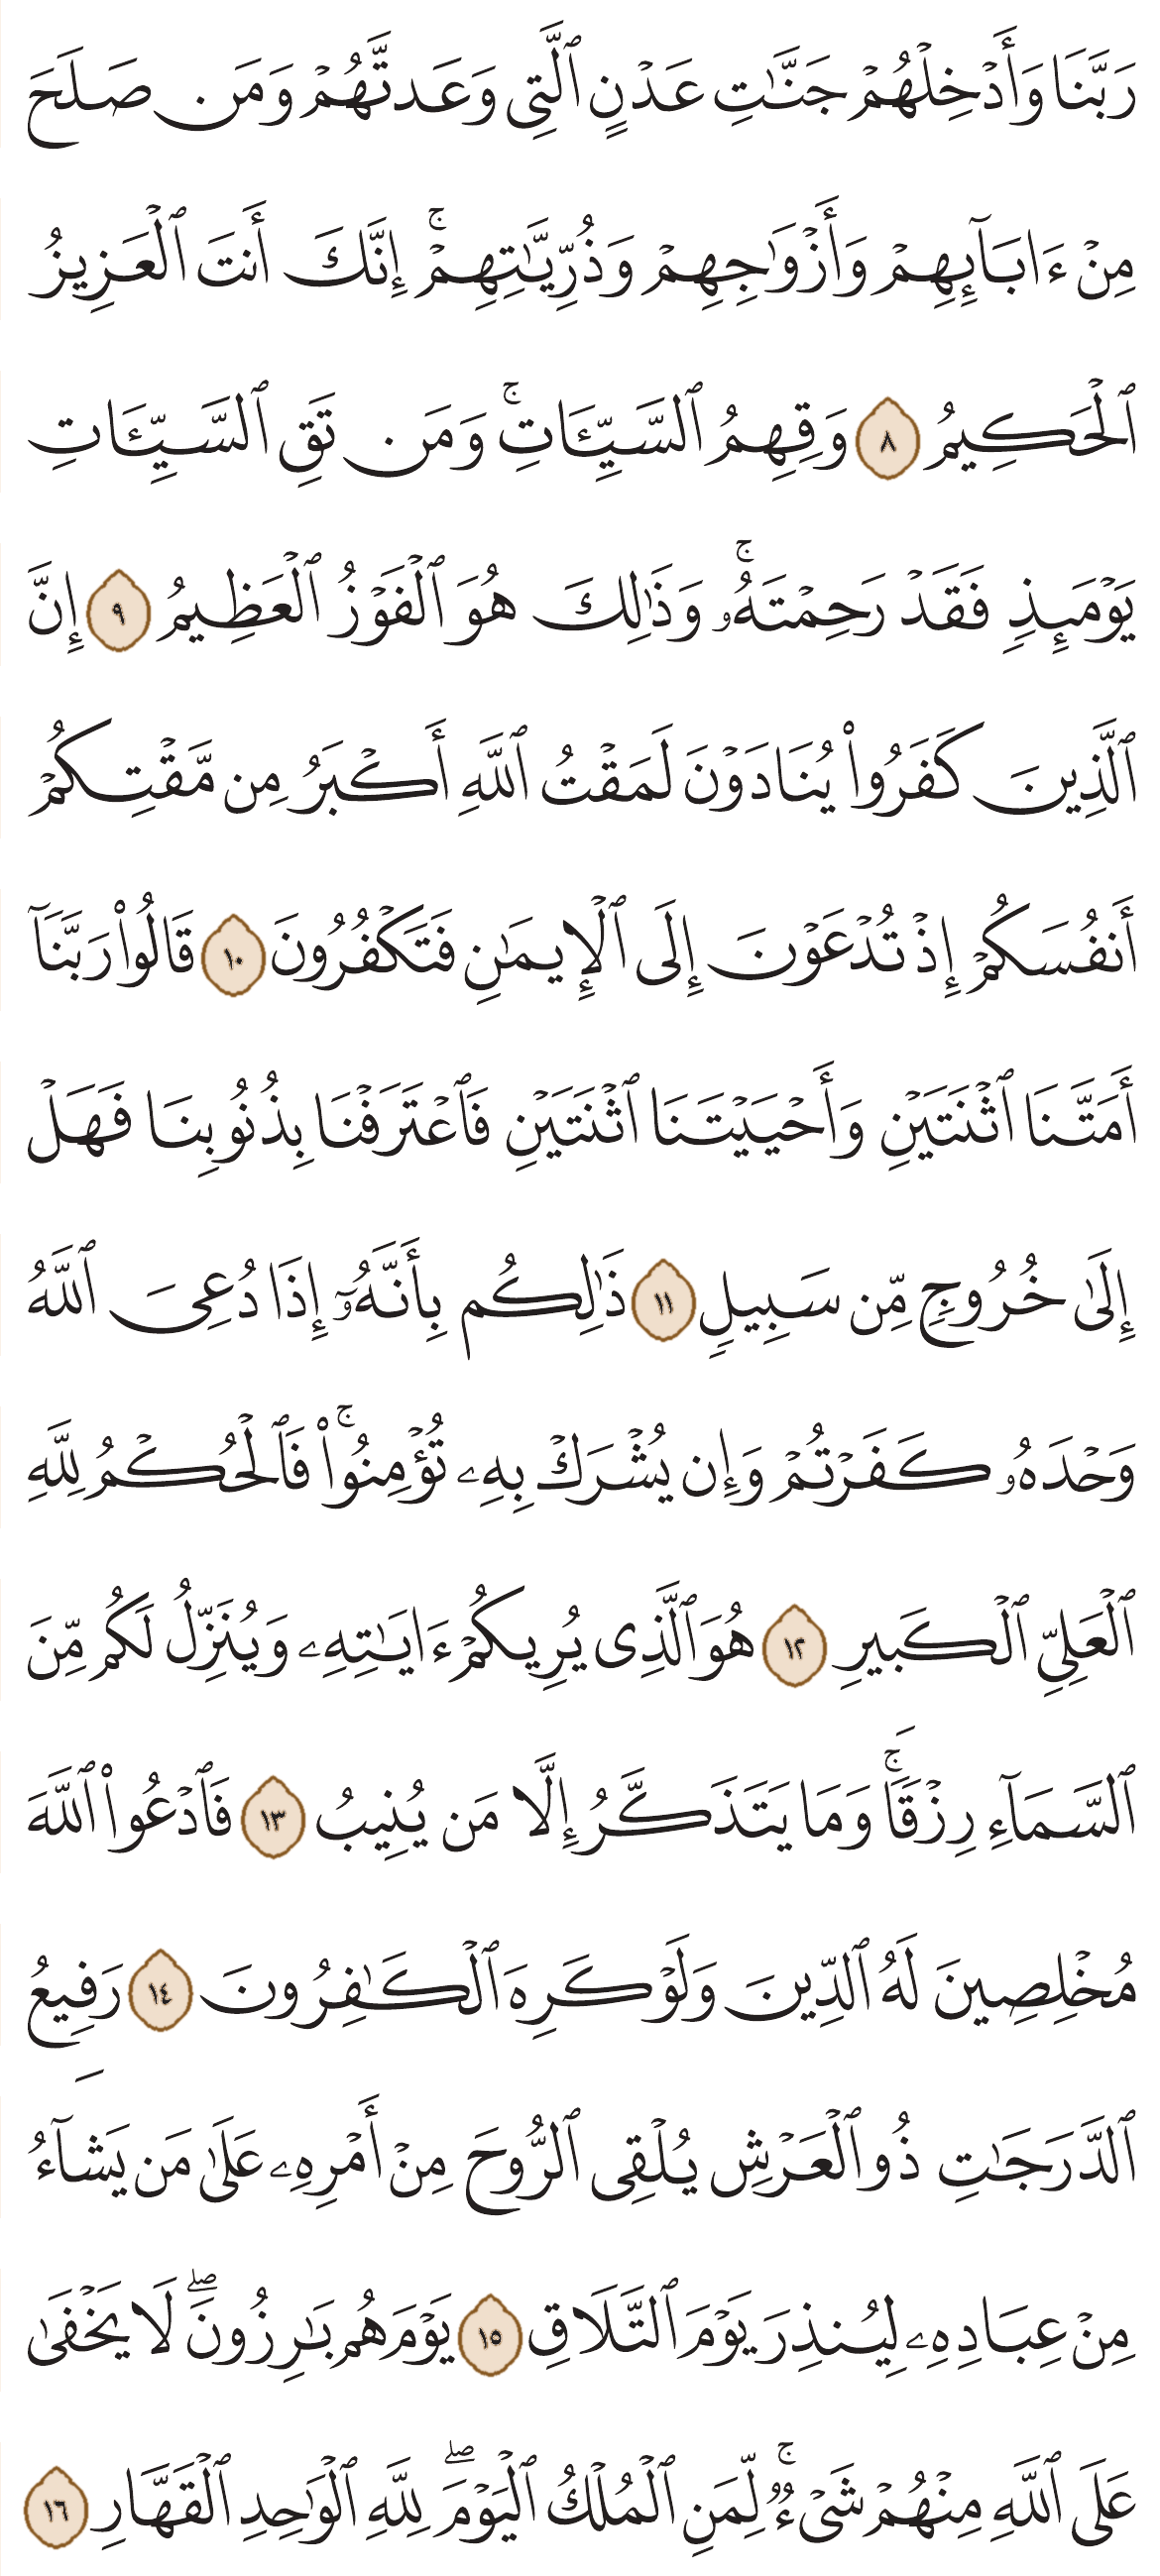 رَبَّنَا وَأَدۡخِلۡهُمۡ جَنَّٰتِ عَدۡنٍ ٱلَّتِي وَعَدتَّهُمۡ وَمَن صَلَحَ
مِنۡ ءَابَآئِهِمۡ وَأَزۡوَٰجِهِمۡ وَذُرِّيَّٰتِهِمۡۚ إِنَّكَ أَنتَ ٱلۡعَزِيزُ
ٱلۡحَكِيمُ ٨ وَقِهِمُ ٱلسَّيِّـَٔاتِۚ وَمَن تَقِ ٱلسَّيِّـَٔاتِ
يَوۡمَئِذٖ فَقَدۡ رَحِمۡتَهُۥۚ وَذَٰلِكَ هُوَ ٱلۡفَوۡزُ ٱلۡعَظِيمُ ٩ إِنَّ
ٱلَّذِينَ كَفَرُواْ يُنَادَوۡنَ لَمَقۡتُ ٱللَّهِ أَكۡبَرُ مِن مَّقۡتِكُمۡ
أَنفُسَكُمۡ إِذۡ تُدۡعَوۡنَ إِلَى ٱلۡإِيمَٰنِ فَتَكۡفُرُونَ ١٠ قَالُواْ رَبَّنَآ
أَمَتَّنَا ٱثۡنَتَيۡنِ وَأَحۡيَيۡتَنَا ٱثۡنَتَيۡنِ فَٱعۡتَرَفۡنَا بِذُنُوبِنَا فَهَلۡ
إِلَىٰ خُرُوجٖ مِّن سَبِيلٖ ١١ ذَٰلِكُم بِأَنَّهُۥٓ إِذَا دُعِيَ ٱللَّهُ
وَحۡدَهُۥ كَفَرۡتُمۡ وَإِن يُشۡرَكۡ بِهِۦ تُؤۡمِنُواْۚ فَٱلۡحُكۡمُ لِلَّهِ
ٱلۡعَلِيِّ ٱلۡكَبِيرِ ١٢ هُوَ ٱلَّذِي يُرِيكُمۡ ءَايَٰتِهِۦ وَيُنَزِّلُ لَكُم مِّنَ
ٱلسَّمَآءِ رِزۡقٗاۚ وَمَا يَتَذَكَّرُ إِلَّا مَن يُنِيبُ ١٣ فَٱدۡعُواْ ٱللَّهَ
مُخۡلِصِينَ لَهُ ٱلدِّينَ وَلَوۡ كَرِهَ ٱلۡكَٰفِرُونَ ١٤ رَفِيعُ
ٱلدَّرَجَٰتِ ذُو ٱلۡعَرۡشِ يُلۡقِي ٱلرُّوحَ مِنۡ أَمۡرِهِۦ عَلَىٰ مَن يَشَآءُ
مِنۡ عِبَادِهِۦ لِيُنذِرَ يَوۡمَ ٱلتَّلَاقِ ١٥ يَوۡمَ هُم بَٰرِزُونَۖ لَا يَخۡفَىٰ
عَلَى ٱللَّهِ مِنۡهُمۡ شَيۡءٞۚ لِّمَنِ ٱلۡمُلۡكُ ٱلۡيَوۡمَۖ لِلَّهِ ٱلۡوَٰحِدِ ٱلۡقَهَّارِ ١٦